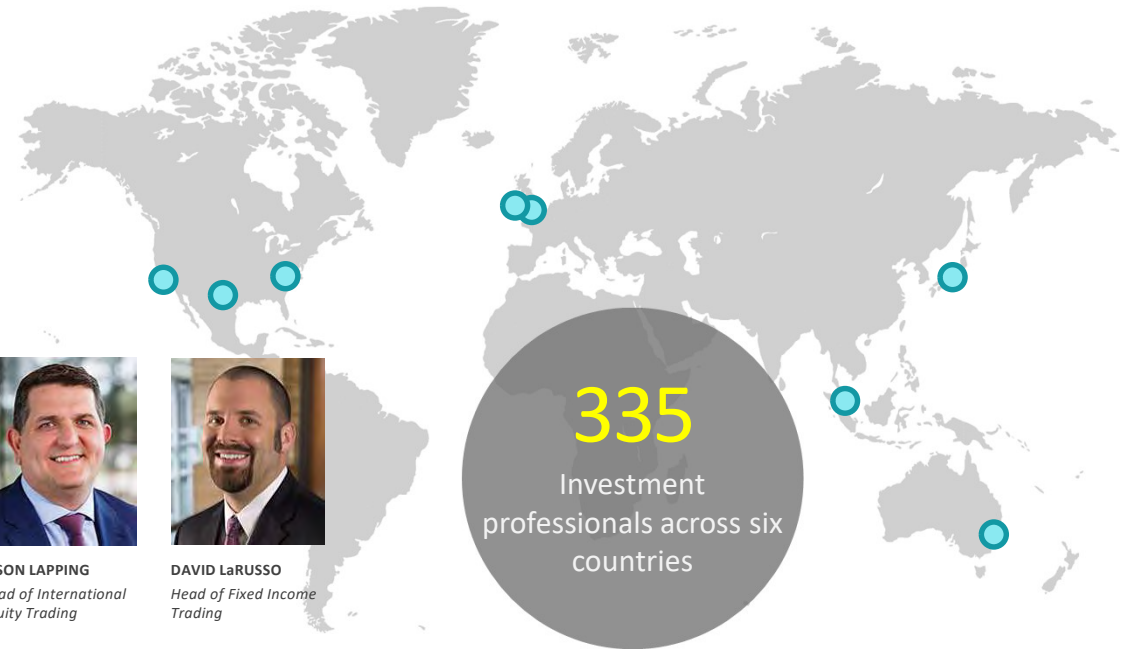 335
Investment
professionals across six
countries
SON LAPPING
ad of International
uity Trading
DAVID LaRUSSO
Head of Fixed Income
Trading